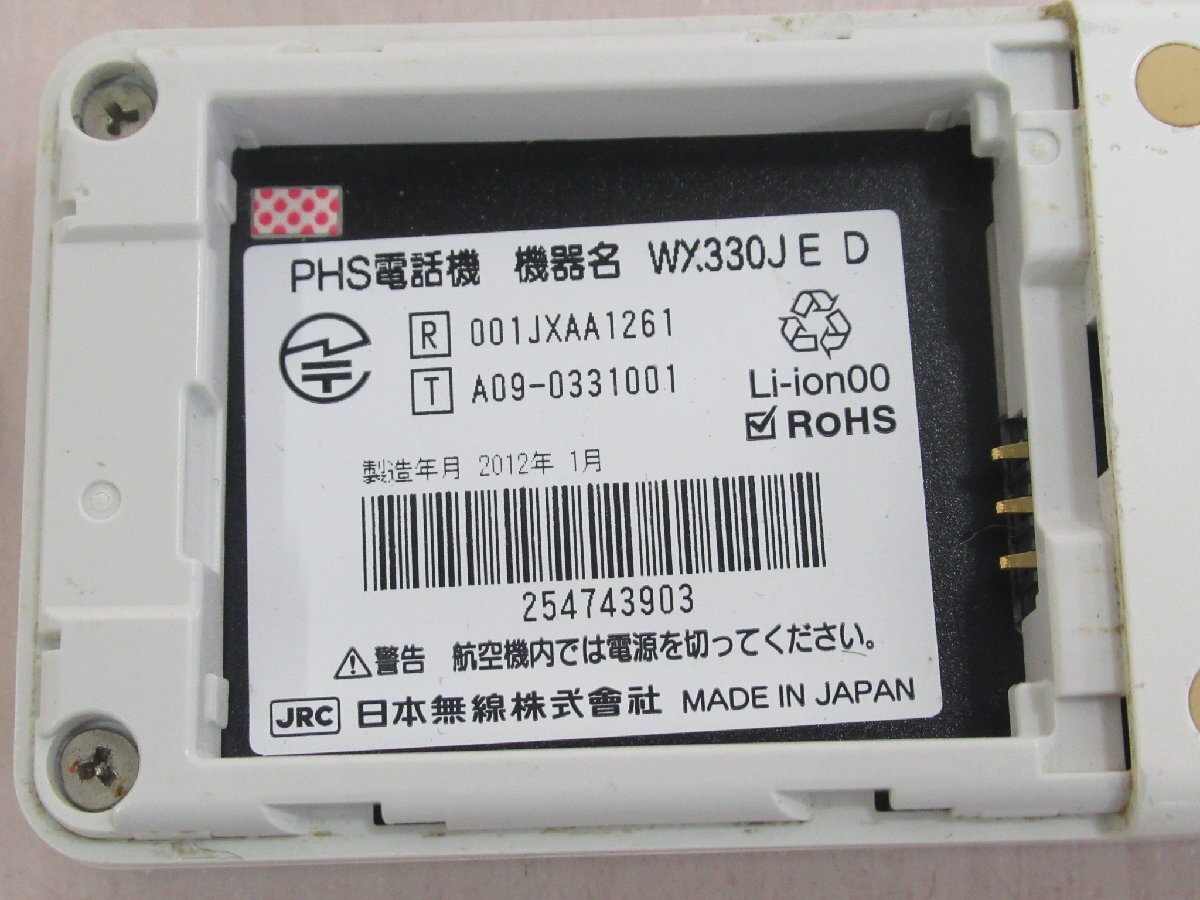 PHS電話機 機器名 WX330J E D
R 001JXAA1261
T A09-0331001
Li-ion00
RoHS
製造年月 2012年 1月
254743903
警告 航空機内では電源を切ってください。
JRC 日本無線株式會社 MADE IN JAPAN